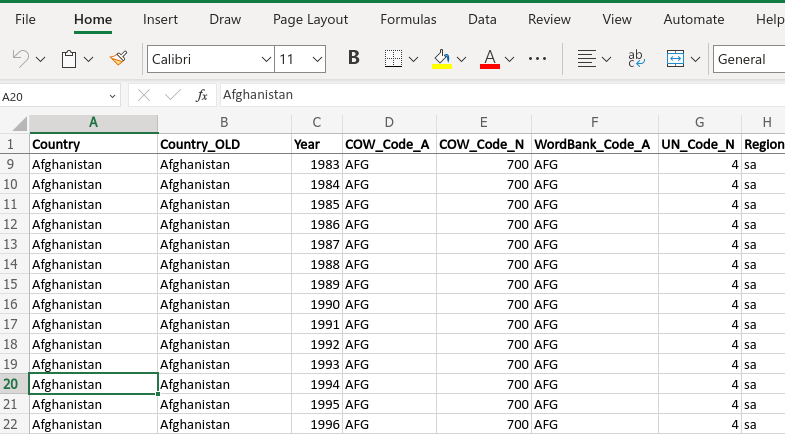 File Home Insert Draw Page Layout Formulas Data Review View Automate Help
Calibri 11 B A ab c General
A20 fx Afghanistan
A B C D E F G H
1 Country Country_OLD Year COW_Code_A COW_Code_N WordBank_Code_A UN_Code_N Region
9 Afghanistan Afghanistan 1983 AFG 700 AFG 4 sa
10 Afghanistan Afghanistan 1984 AFG 700 AFG 4 sa
11 Afghanistan Afghanistan 1985 AFG 700 AFG 4 sa
12 Afghanistan Afghanistan 1986 AFG 700 AFG 4 sa
13 Afghanistan Afghanistan 1987 AFG 700 AFG 4 sa
14 Afghanistan Afghanistan 1988 AFG 700 AFG 4 sa
15 Afghanistan Afghanistan 1989 AFG 700 AFG 4 sa
16 Afghanistan Afghanistan 1990 AFG 700 AFG 4 sa
17 Afghanistan Afghanistan 1991 AFG 700 AFG 4 sa
18 Afghanistan Afghanistan 1992 AFG 700 AFG 4 sa
19 Afghanistan Afghanistan 1993 AFG 700 AFG 4 sa
20 Afghanistan Afghanistan 1994 AFG 700 AFG 4 sa
21 Afghanistan Afghanistan 1995 AFG 700 AFG 4 sa
22 Afghanistan Afghanistan 1996 AFG 700 AFG 4 sa